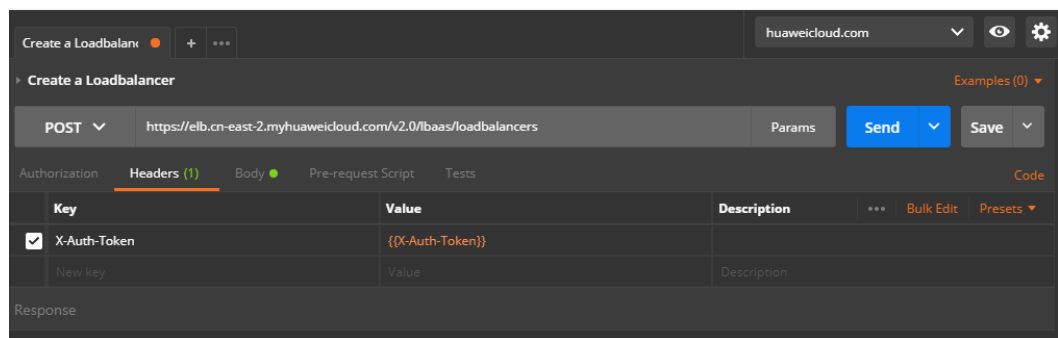 Create a Loadbalanc
+
huaweicloud.com
Create a Loadbalancer
Examples (0)
POST
https://elb.cn-east-2.myhuaweicloud.com/v2.0/lbaas/loadbalancers
Params
Send
Save
Authorization
Headers (1)
Body
Pre-request Script
Tests
Code
Key
Value
Description
Bulk Edit
Presets
X-Auth-Token
{{X-Auth-Token}}
New key
Value
Description
Response